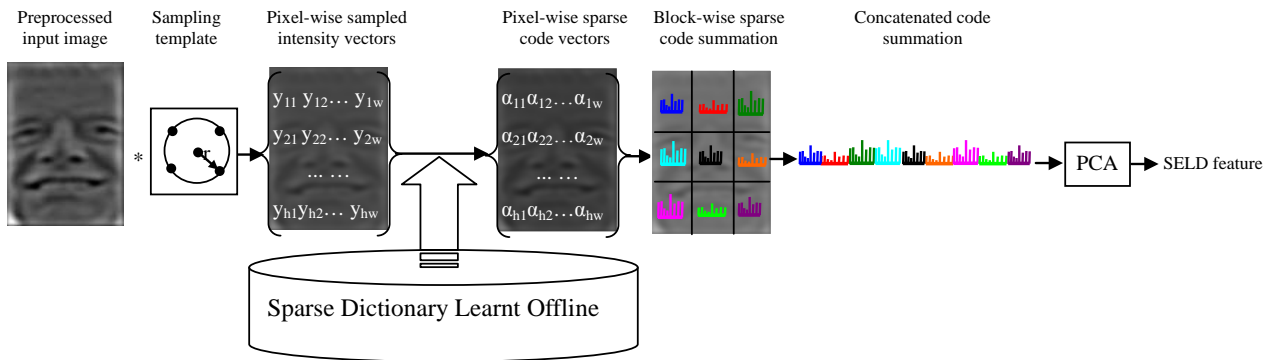 Preprocessed
input image
Sampling
template
Pixel-wise sampled
intensity vectors
Pixel-wise sparse
code vectors
Block-wise sparse
code summation
Concatenated code
summation
*
r
y₁₁ y₁₂... y₁w
y₂₁ y₂₂... y₂w
... ...
yh₁yh₂... yhw
α₁₁α₁₂...α₁w
α₂₁α₂₂...α₂w
... ...
αh₁αh₂...αhw
PCA
SELD feature
Sparse Dictionary Learnt Offline